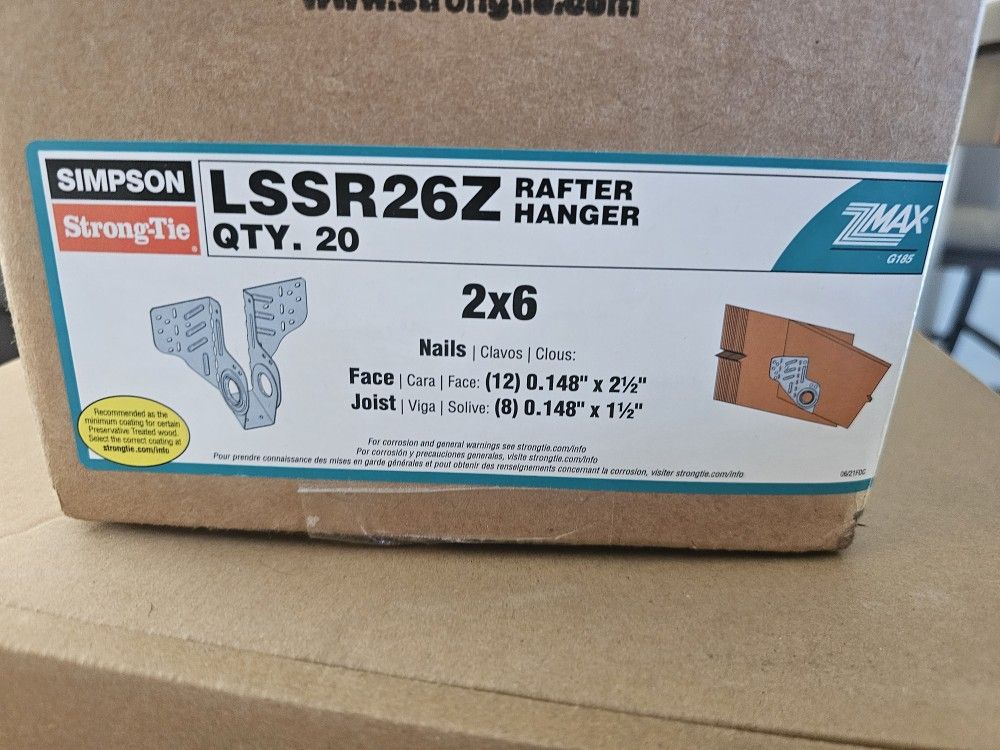 www.strongtie.com
SIMPSON
Strong-Tie®
LSSR26Z RAFTER HANGER
QTY. 20
ZMAX®
G185
2x6
Nails | Clavos | Clous:
Face | Cara | Face: (12) 0.148" x 2½"
Joist | Viga | Solive: (8) 0.148" x 1½"
Recommended as the
minimum coating for certain
Preservative Treated wood.
Select the correct coating at
strongtie.com/info
For corrosion and general warnings see strongtie.com/info
Por corrosión y precauciones generales, visite strongtie.com/info
Pour prendre connaissance des mises en garde générales et pout obtenir des renseignements concernant la corrosion, visiter strongtie.com/info